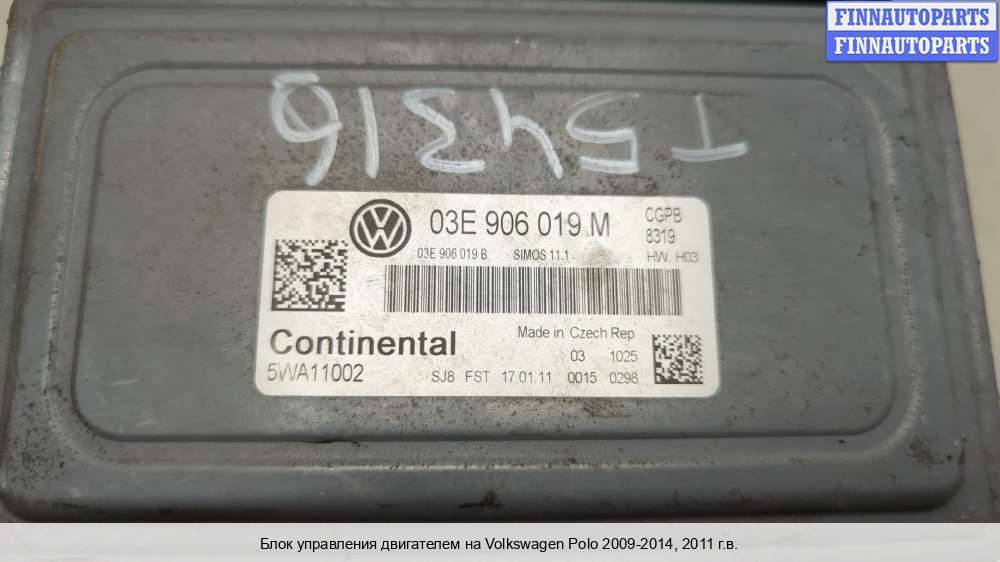 FINNAUTOPARTS
FINNAUTOPARTS
T54316
VW 03E 906 019 M CGPB
8319
03E 906 019 B SIMOS 11.1 HW. H03
Continental Made in Czech Rep
03 1025
5WA11002 SJ8 FST 17.01.11 0015 0298
Блок управления двигателем на Volkswagen Polo 2009-2014, 2011 г.в.